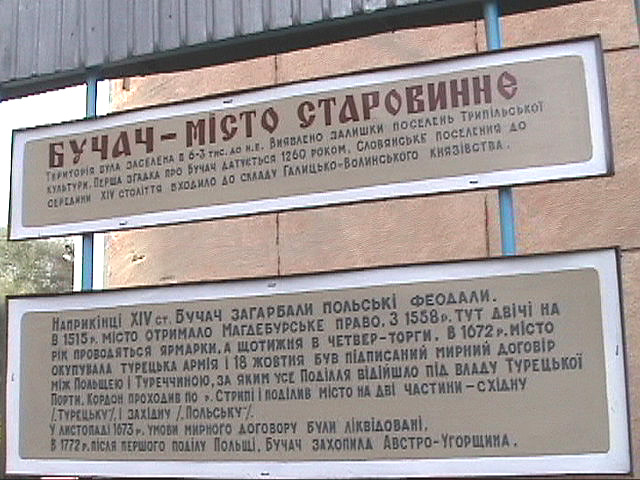 Бучач – місто старовинне
Територія була заселена в 6-3 тис. до н.е. Виявлено залишки поселень Трипільської
культури. Перша згадка про Бучач датується 1260 роком. Словянське поселення до
середини XIV століття входило до складу Галицько-Волинського князівства.
Наприкінці XIV ст. Бучач загарбали польські феодали.
В 1515 р. місто отримало Магдебурське право. З 1558 р. тут двічі на
рік проводяться ярмарки, а щотижня в четвер-торги. В 1672 р. місто
окупувала турецька армія і 18 жовтня був підписаний мирний договір
між Польщею і Туреччиною, за яким усе Поділля відійшло під владу Турецької
Порти. Кордон проходив по р. Стрипі і поділив місто на дві частини – східну
/"Турецьку"/ і західну /"Польську"/.
У листопаді 1673 р. умови мирного договору були ліквідовані.
В 1772 р. після першого поділу Польщі, Бучач захопила Австро-Угорщина.